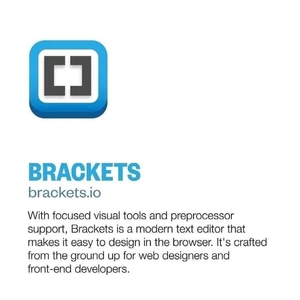 BRACKETS
brackets.io
With focused visual tools and preprocessor
support, Brackets is a modern text editor that
makes it easy to design in the browser. It's crafted
from the ground up for web designers and
front-end developers.